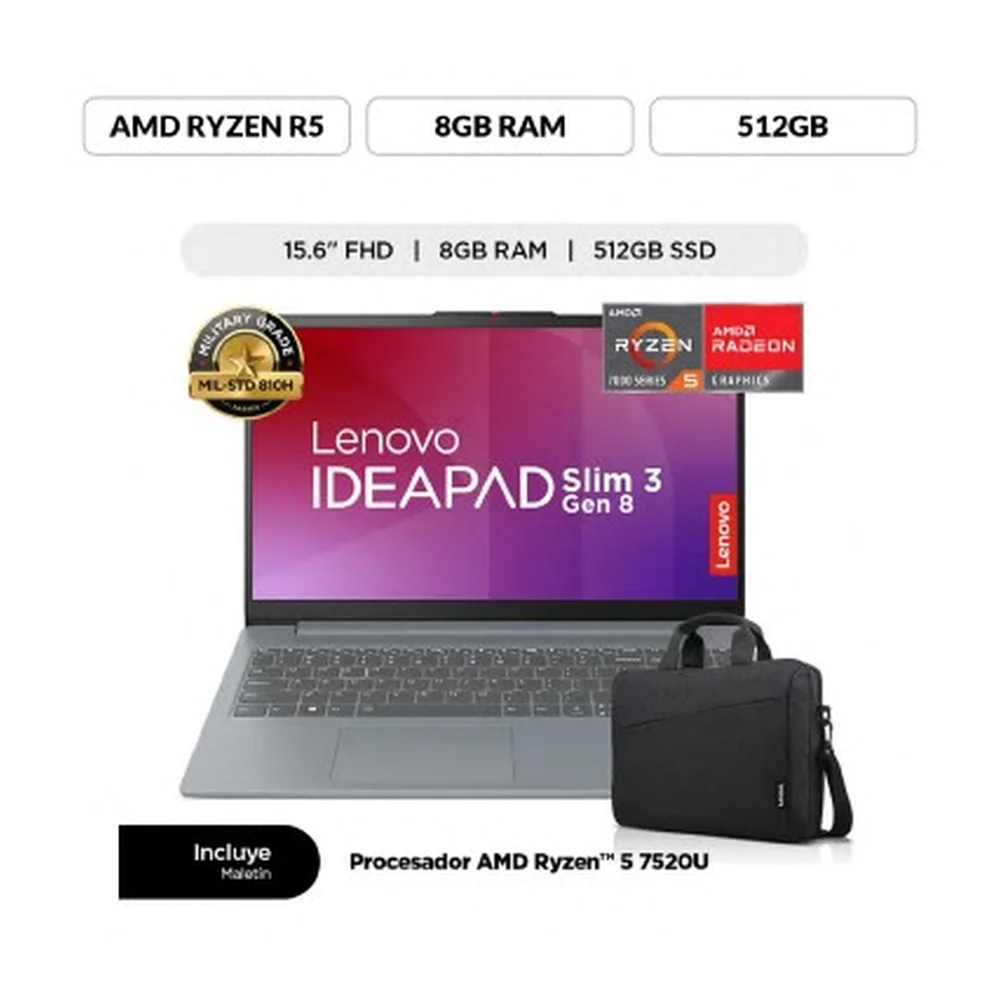 AMD RYZEN R5
8GB RAM
512GB
15.6" FHD | 8GB RAM | 512GB SSD
MILITARY GRADE
MIL-STD 810H
AMD
RYZEN
7000 SERIES 5
AMD
RADEON
GRAPHICS
Lenovo
IDEAPAD Slim 3
Gen 8
Lenovo
Incluye
Maletín
Procesador AMD Ryzen™ 5 7520U